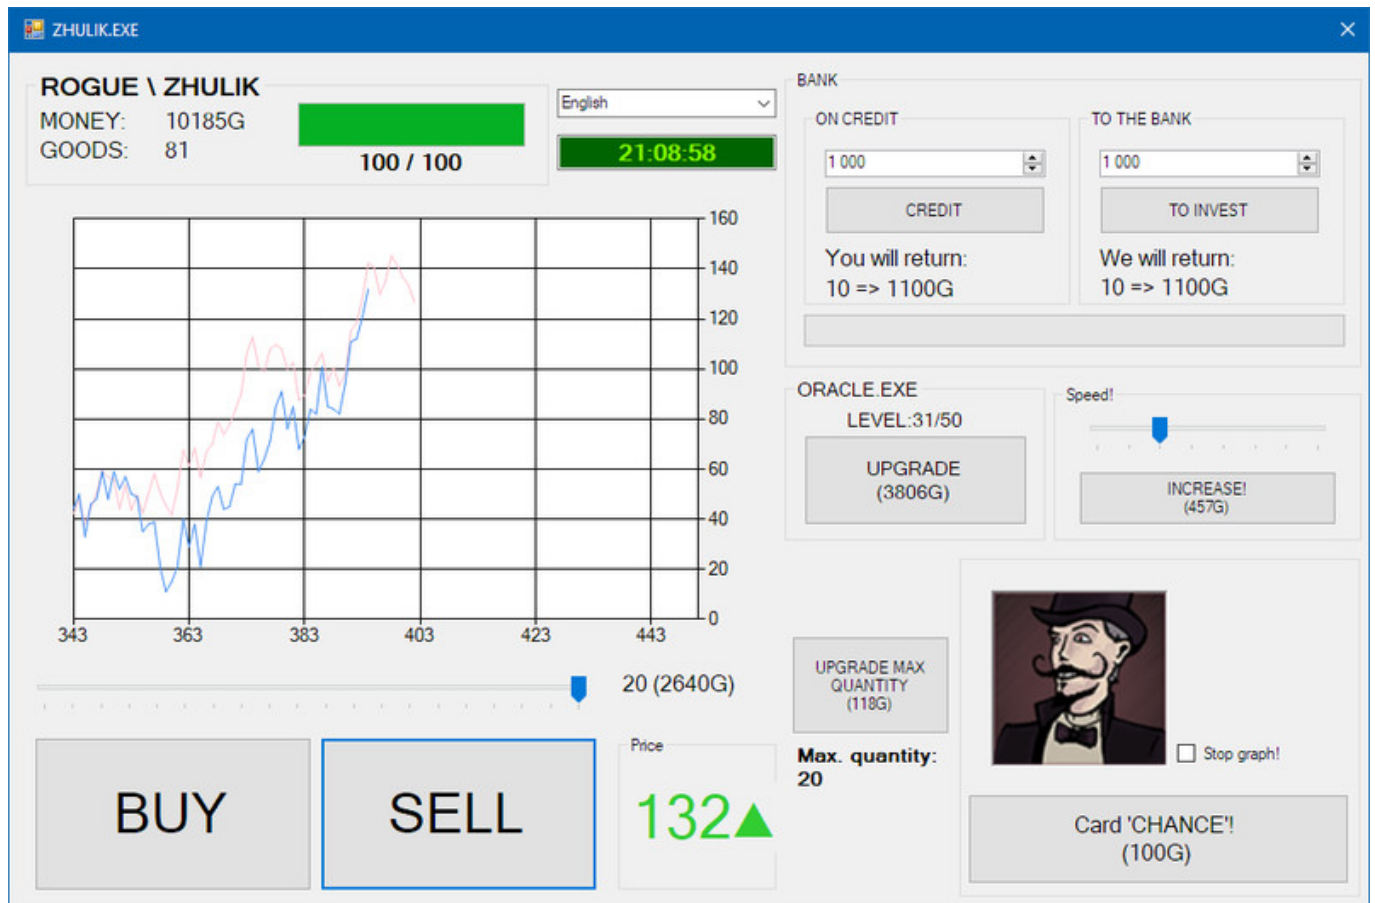 ZHULIK.EXE
ROGUE \ ZHULIK
MONEY: 10185G
GOODS: 81
100 / 100
English
21:08:58
BANK
ON CREDIT
1 000
CREDIT
You will return:
10 => 1100G
TO THE BANK
1 000
TO INVEST
We will return:
10 => 1100G
160
140
120
100
80
60
40
20
0
343 363 383 403 423 443
ORACLE.EXE
LEVEL:31/50
UPGRADE
(3806G)
Speed!
INCREASE!
(457G)
20 (2640G)
BUY
SELL
Price
132▲
UPGRADE MAX
QUANTITY
(118G)
Max. quantity:
20
Stop graph!
Card 'CHANCE'!
(100G)